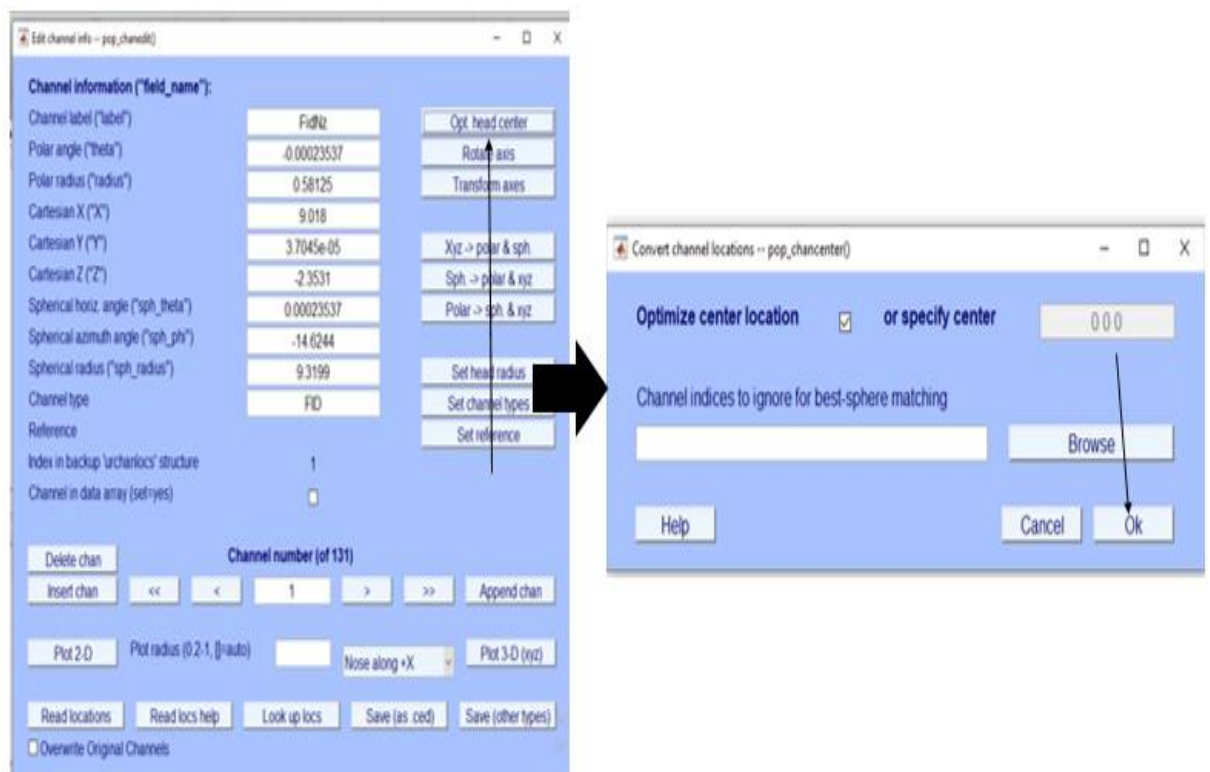 Edit channel info -- pop_chanedit()
Channel information ("field_name"):
Channel label ("label") FidNz Opt. head center
Polar angle ("theta") -0.00023537 Rotate axis
Polar radius ("radius") 0.58125 Transform axes
Cartesian X ("X") 9.018
Cartesian Y ("Y") 3.7045e-05 Xyz -> polar & sph.
Cartesian Z ("Z") -2.3531 Sph. -> polar & xyz
Spherical horiz. angle ("sph_theta") 0.00023537 Polar -> sph. & xyz
Spherical azimuth angle ("sph_phi") -14.6244
Spherical radius ("sph_radius") 9.3199 Set head radius
Channel type FID Set channel types
Reference Set reference
Index in backup 'urchanlocs' structure 1
Channel in data array (set=yes)
Delete chan Channel number (of 131)
Insert chan << < 1 > >> Append chan
Plot 2-D Plot radius (0.2-1, []=auto) Nose along +X Plot 3-D (xyz)
Read locations Read locs help Look up locs Save (as .ced) Save (other types)
Overwrite Original Channels
Convert channel locations -- pop_chancenter()
Optimize center location or specify center 0 0 0
Channel indices to ignore for best-sphere matching
Browse
Help Cancel Ok